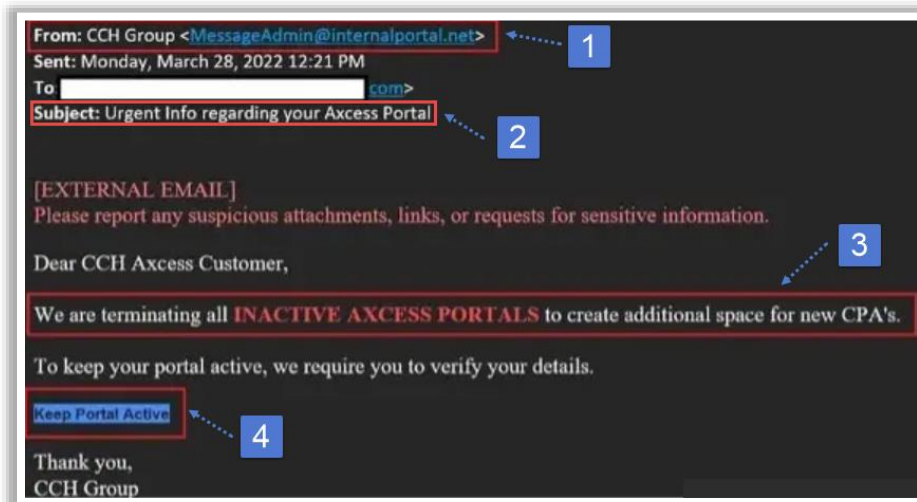 From: CCH Group <MessageAdmin@internalportal.net>
1
Sent: Monday, March 28, 2022 12:21 PM
To com>
Subject: Urgent Info regarding your Axcess Portal
2
[EXTERNAL EMAIL]
Please report any suspicious attachments, links, or requests for sensitive information.
3
Dear CCH Axcess Customer,
We are terminating all INACTIVE AXCESS PORTALS to create additional space for new CPA's.
To keep your portal active, we require you to verify your details.
Keep Portal Active
4
Thank you,
CCH Group